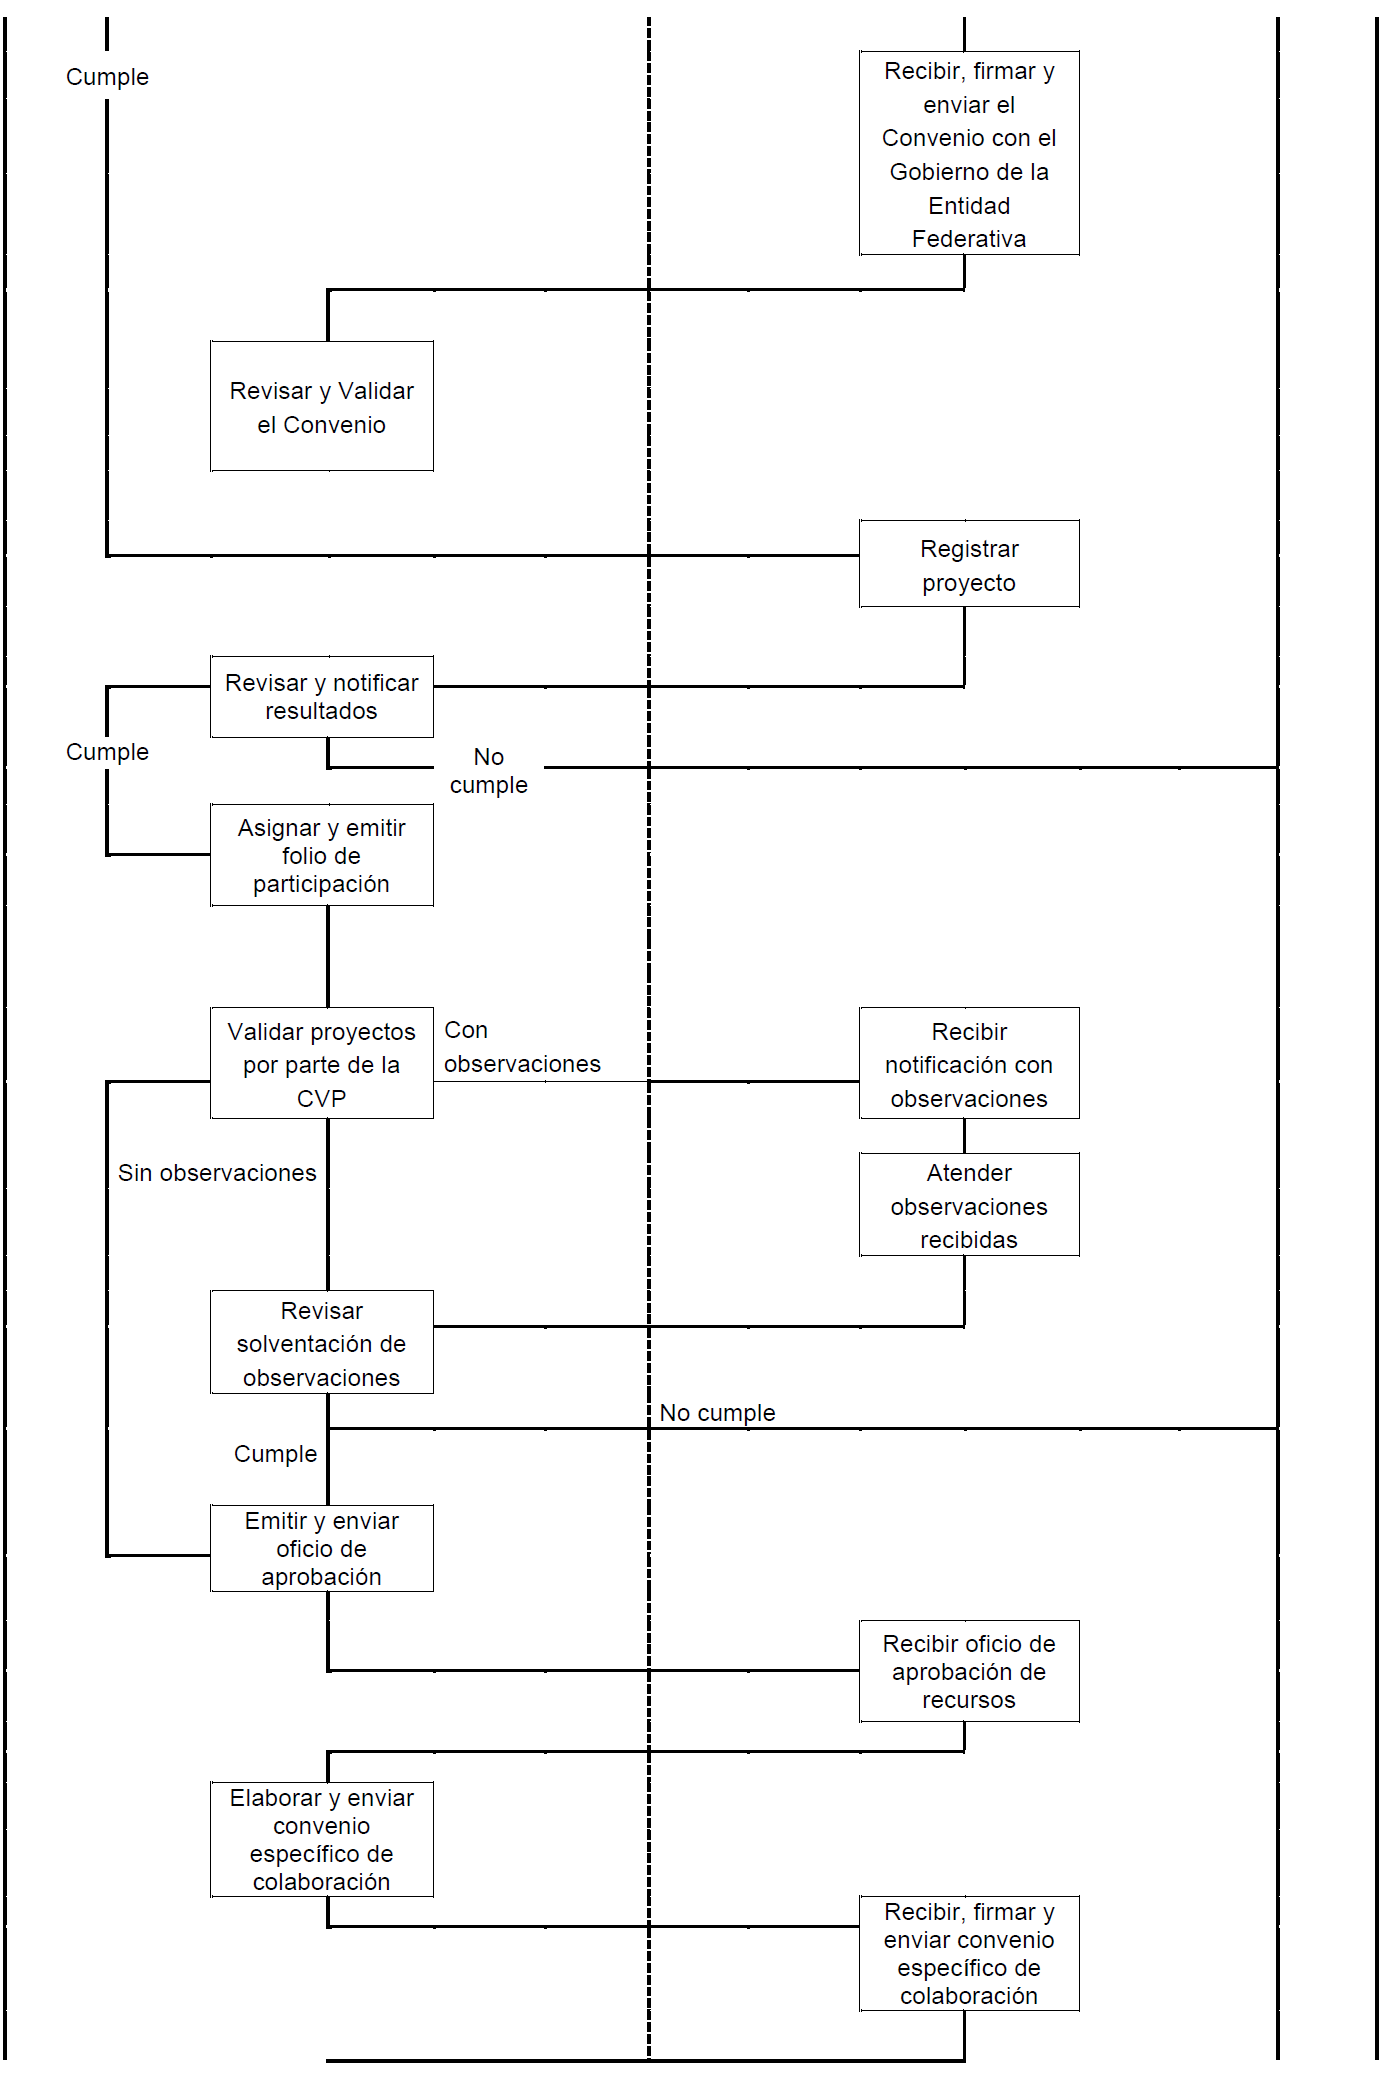 Cumple
Recibir, firmar y
enviar el
Convenio con el
Gobierno de la
Entidad
Federativa
Revisar y Validar
el Convenio
Registrar
proyecto
Revisar y notificar
resultados
Cumple
No
cumple
Asignar y emitir
folio de
participación
Validar proyectos
por parte de la
CVP
Con
observaciones
Recibir
notificación con
observaciones
Sin observaciones
Atender
observaciones
recibidas
Revisar
solventación de
observaciones
No cumple
Cumple
Emitir y enviar
oficio de
aprobación
Recibir oficio de
aprobación de
recursos
Elaborar y enviar
convenio
específico de
colaboración
Recibir, firmar y
enviar convenio
específico de
colaboración